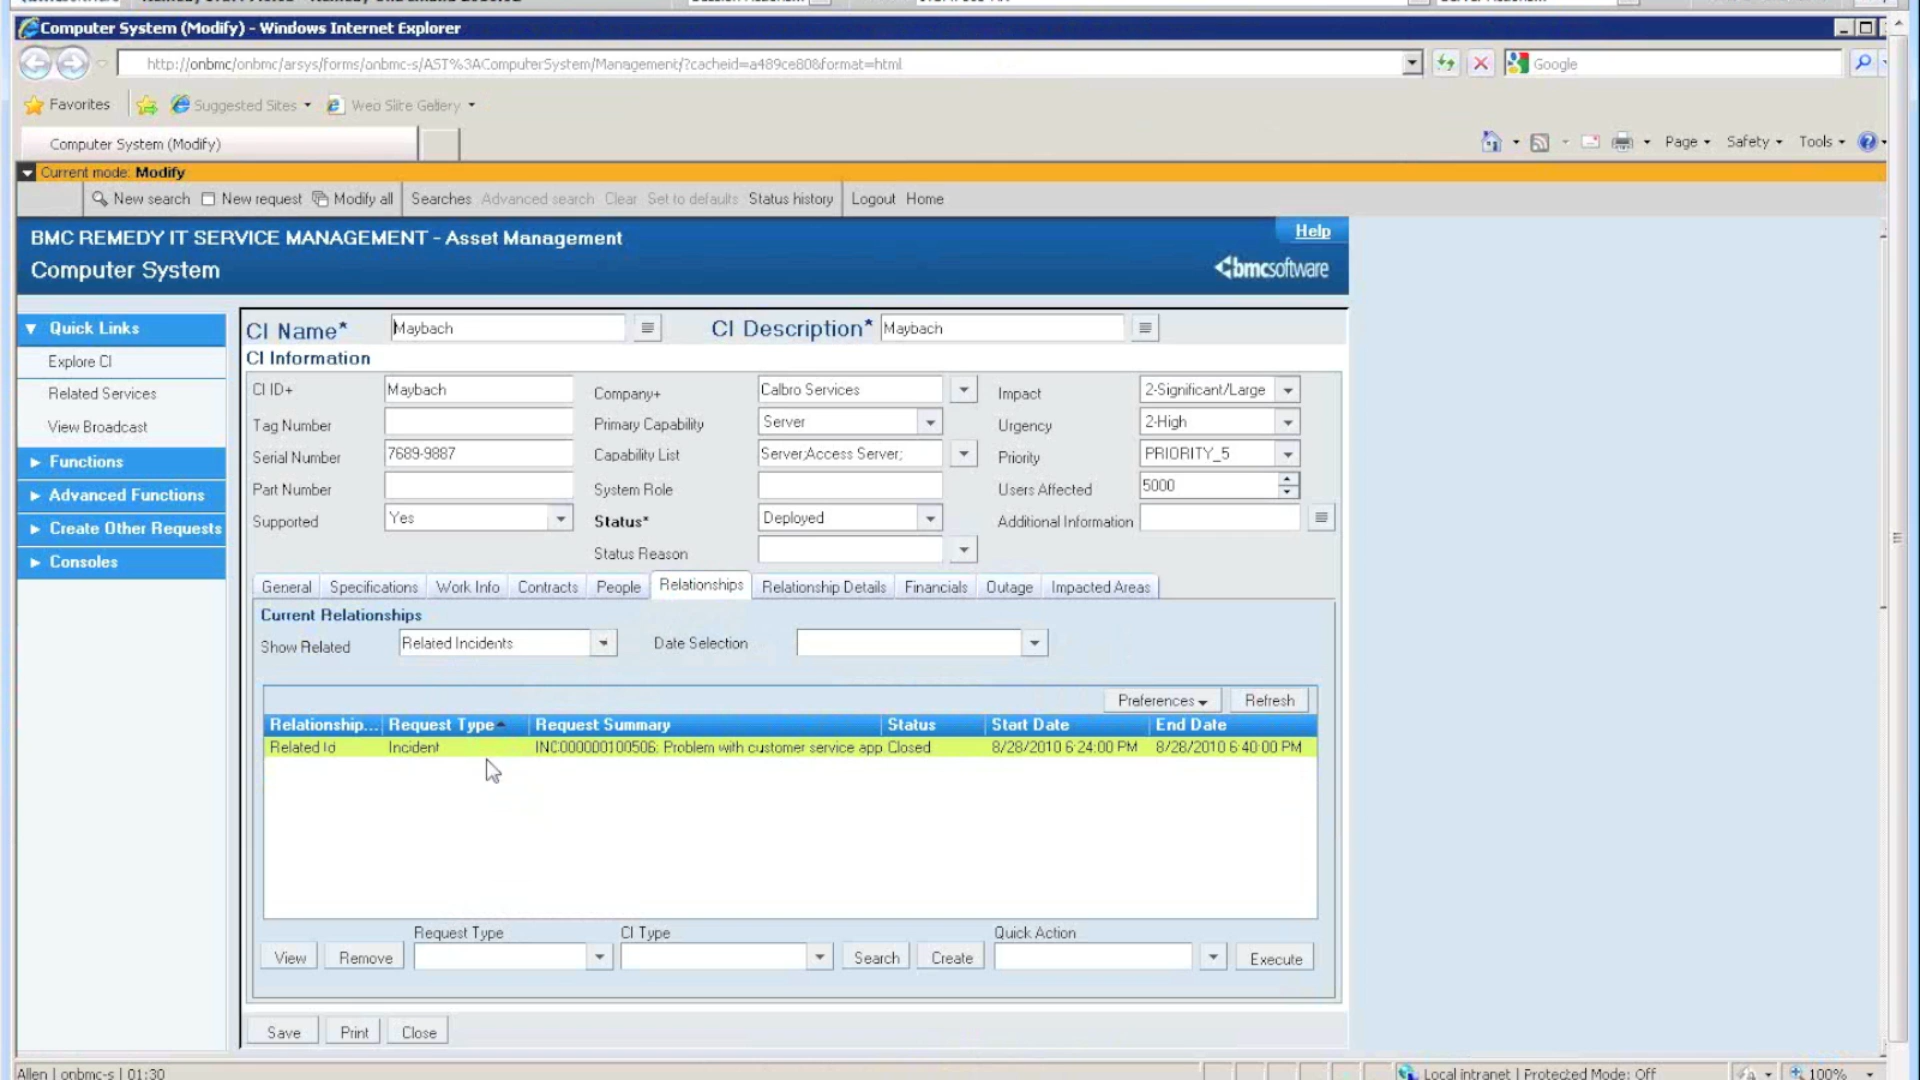 Computer System (Modify) - Windows Internet Explorer
http://onbmc/onbmc/arsys/forms/onbmc-s/AST%3AComputerSystem/Management/?cacheid=a489ce80&format=html
Google
Favorites
Suggested Sites
Web Slice Gallery
Computer System (Modify)
Page
Safety
Tools
Current mode: Modify
New search
New request
Modify all
Searches
Advanced search
Clear
Set to defaults
Status history
Logout
Home
BMC REMEDY IT SERVICE MANAGEMENT - Asset Management
Help
Computer System
bmcsoftware
Quick Links
Explore CI
Related Services
View Broadcast
Functions
Advanced Functions
Create Other Requests
Consoles
CI Name* Maybach
CI Description* Maybach
CI Information
CI ID+ Maybach
Company+ Calbro Services
Impact 2-Significant/Large
Tag Number
Primary Capability Server
Urgency 2-High
Serial Number 7689-9887
Capability List Server;Access Server;
Priority PRIORITY_5
Part Number
System Role
Users Affected 5000
Supported Yes
Status* Deployed
Additional Information
Status Reason
General
Specifications
Work Info
Contracts
People
Relationships
Relationship Details
Financials
Outage
Impacted Areas
Current Relationships
Show Related Related Incidents
Date Selection
Preferences
Refresh
Relationship... Request Type Request Summary Status Start Date End Date
Related to Incident INC000000100506: Problem with customer service app Closed 8/28/2010 6:24:00 PM 8/28/2010 6:40:00 PM
Request Type
CI Type
Quick Action
View
Remove
Search
Create
Execute
Save
Print
Close
Allen | onbmc-s | 01:30
Local intranet | Protected Mode: Off
100%